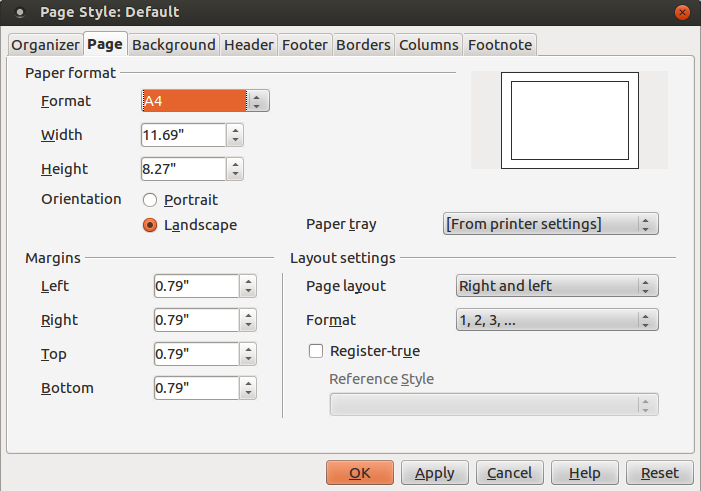 Page Style: Default
Organizer Page Background Header Footer Borders Columns Footnote
Paper format
Format A4
Width 11.69"
Height 8.27"
Orientation Portrait
Landscape
Paper tray [From printer settings]
Margins
Left 0.79"
Right 0.79"
Top 0.79"
Bottom 0.79"
Layout settings
Page layout Right and left
Format 1, 2, 3, ...
Register-true
Reference Style
OK Apply Cancel Help Reset